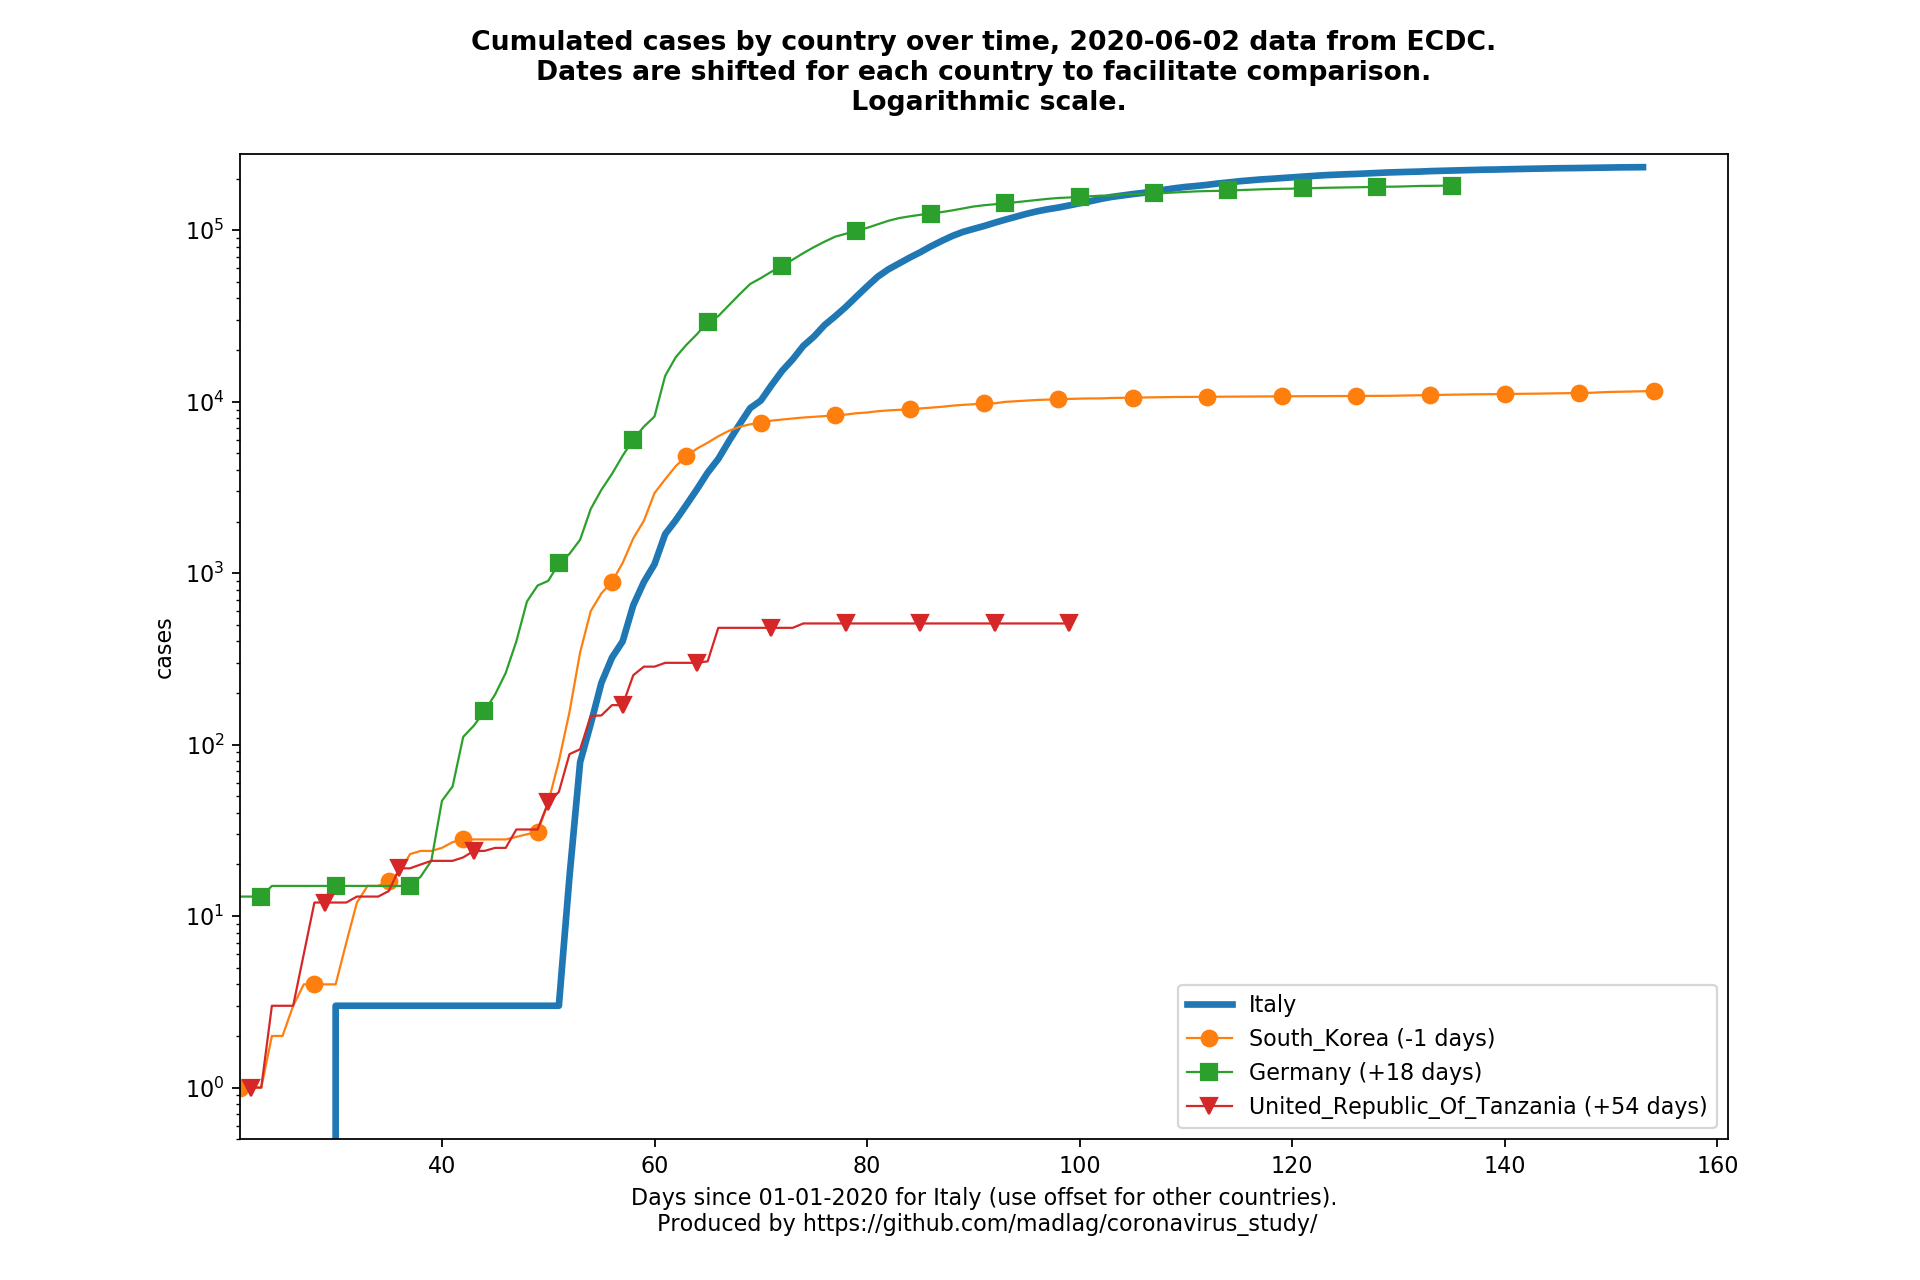 Cumulated cases by country over time, 2020-06-02 data from ECDC.
Dates are shifted for each country to facilitate comparison.
Logarithmic scale.
10^5
10^4
10^3
10^2
10^1
10^0
cases
Italy
South_Korea (-1 days)
Germany (+18 days)
United_Republic_Of_Tanzania (+54 days)
40 60 80 100 120 140 160
Days since 01-01-2020 for Italy (use offset for other countries).
Produced by https://github.com/madlag/coronavirus_study/